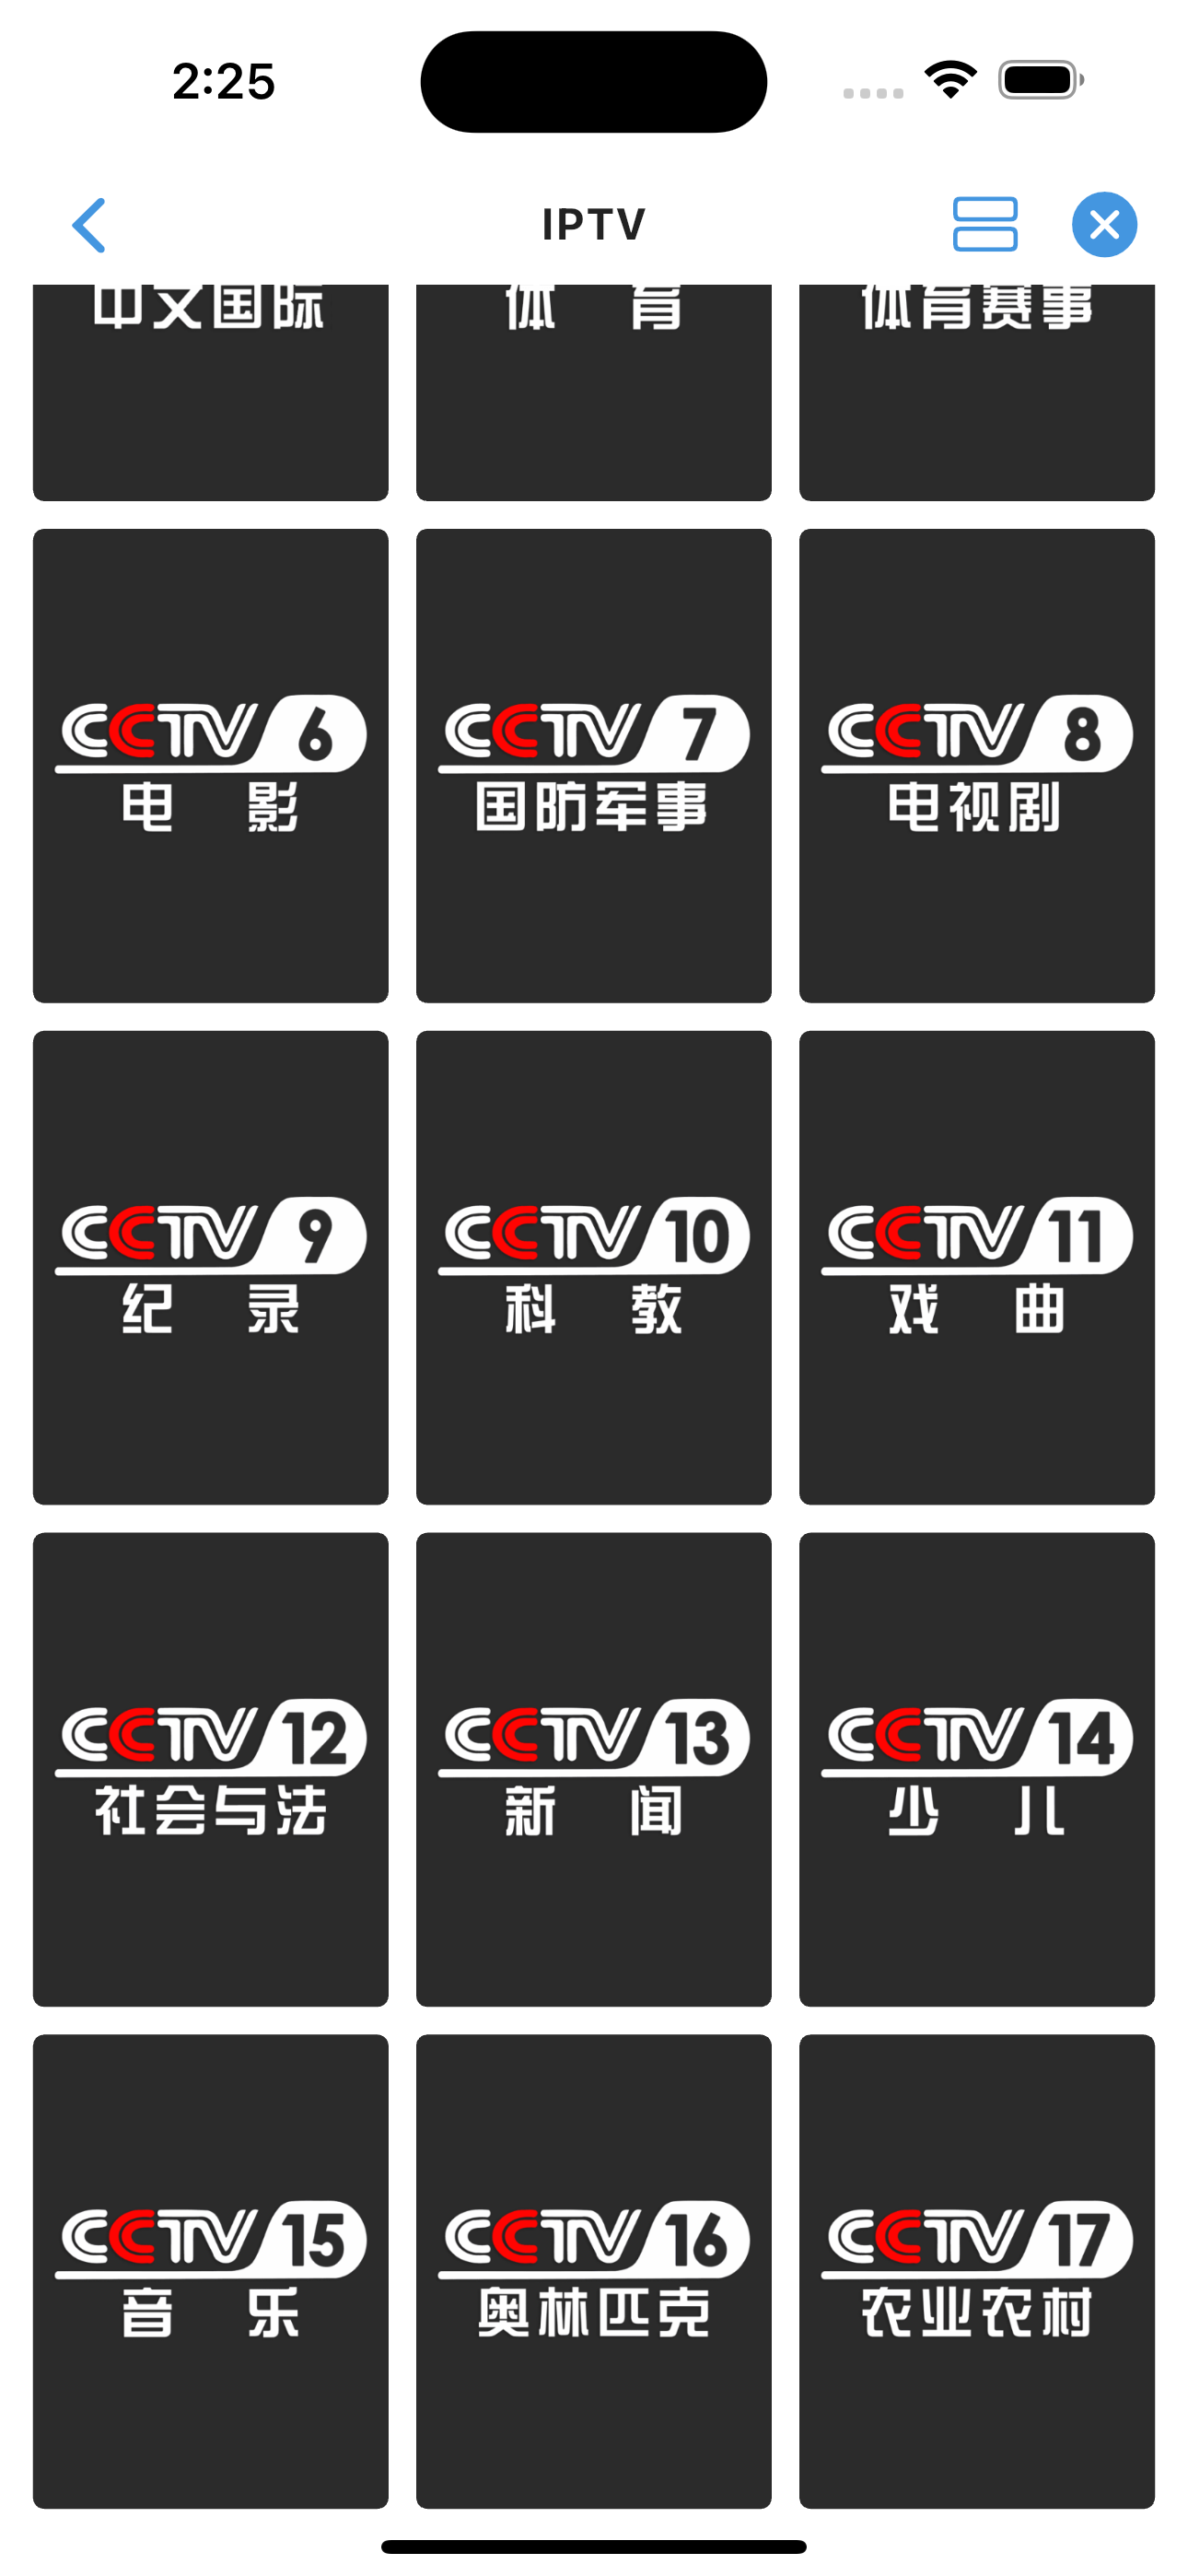 2:25
IPTV
中文国际
体 育
体育赛事
CCTV 6
电 影
CCTV 7
国防军事
CCTV 8
电视剧
CCTV 9
纪 录
CCTV 10
科 教
CCTV 11
戏 曲
CCTV 12
社会与法
CCTV 13
新 闻
CCTV 14
少 儿
CCTV 15
音 乐
CCTV 16
奥林匹克
CCTV 17
农业农村